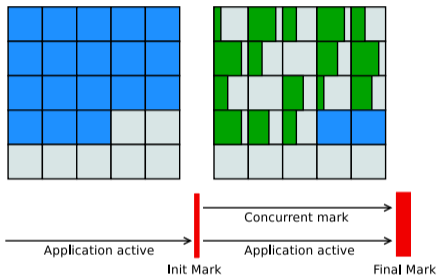 Concurrent mark
Application active
Application active
Init Mark
Final Mark